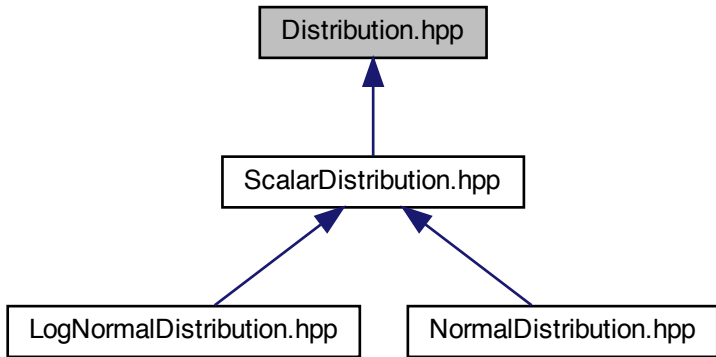 Distribution.hpp
ScalarDistribution.hpp
LogNormalDistribution.hpp
NormalDistribution.hpp